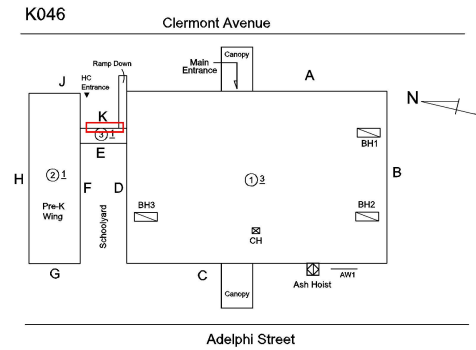 K046
Clermont Avenue
Canopy
Ramp Down
Main
Entrance
A
J
HC
Entrance
N
K
3 1
E
BH1
H
2 1
F
D
1 3
B
Pre-K
Wing
Schoolyard
BH3
BH2
CH
G
C
Canopy
Ash Hoist
AW1
Adelphi Street